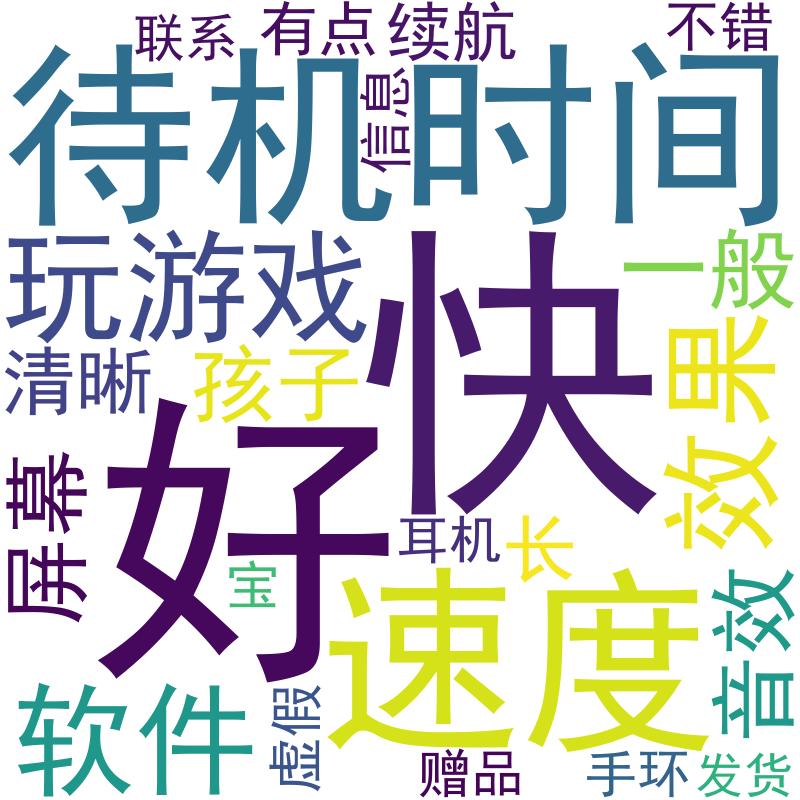 联系
有点
续航
不错
待机时间
信息
玩游戏
快
一般
清晰
孩子
效果
好
屏幕
耳机
长
宝
速度
音效
软件
虚假
赠品
手环
发货